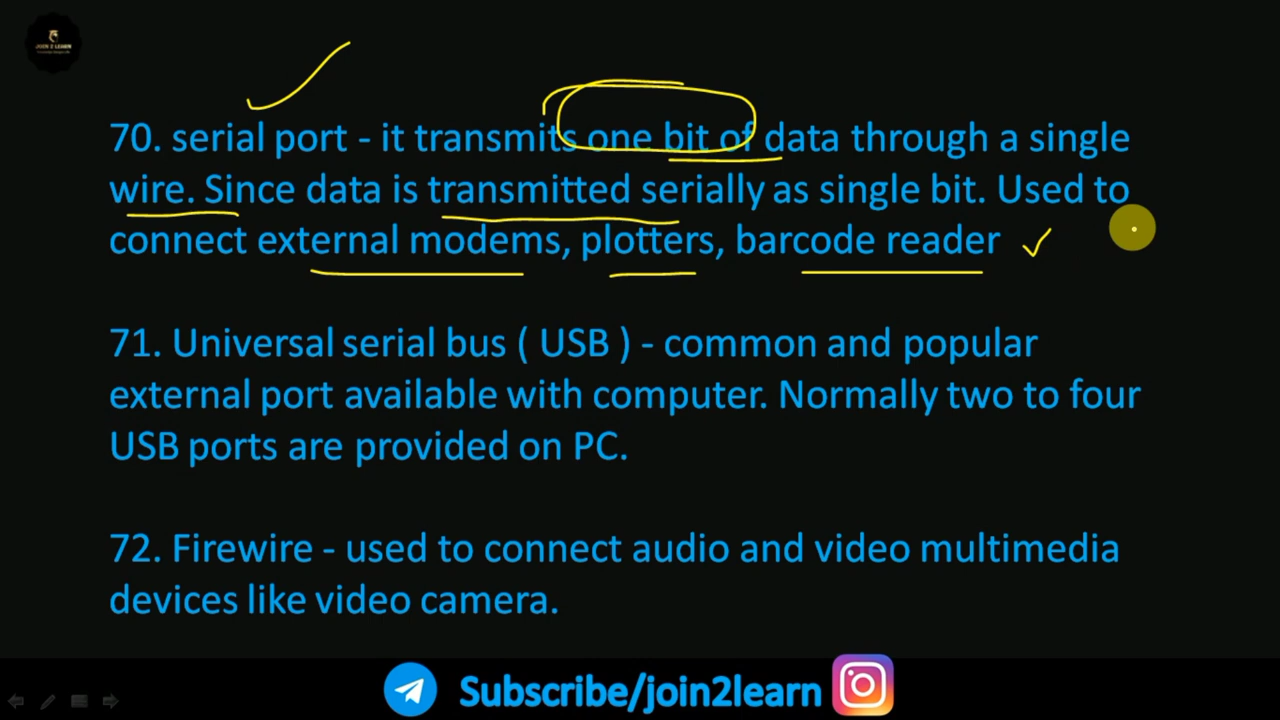 JOIN 2 LEARN
70. serial port - it transmits one bit of data through a single
wire. Since data is transmitted serially as single bit. Used to
connect external modems, plotters, barcode reader
71. Universal serial bus ( USB ) - common and popular
external port available with computer. Normally two to four
USB ports are provided on PC.
72. Firewire - used to connect audio and video multimedia
devices like video camera.
Subscribe/join2learn